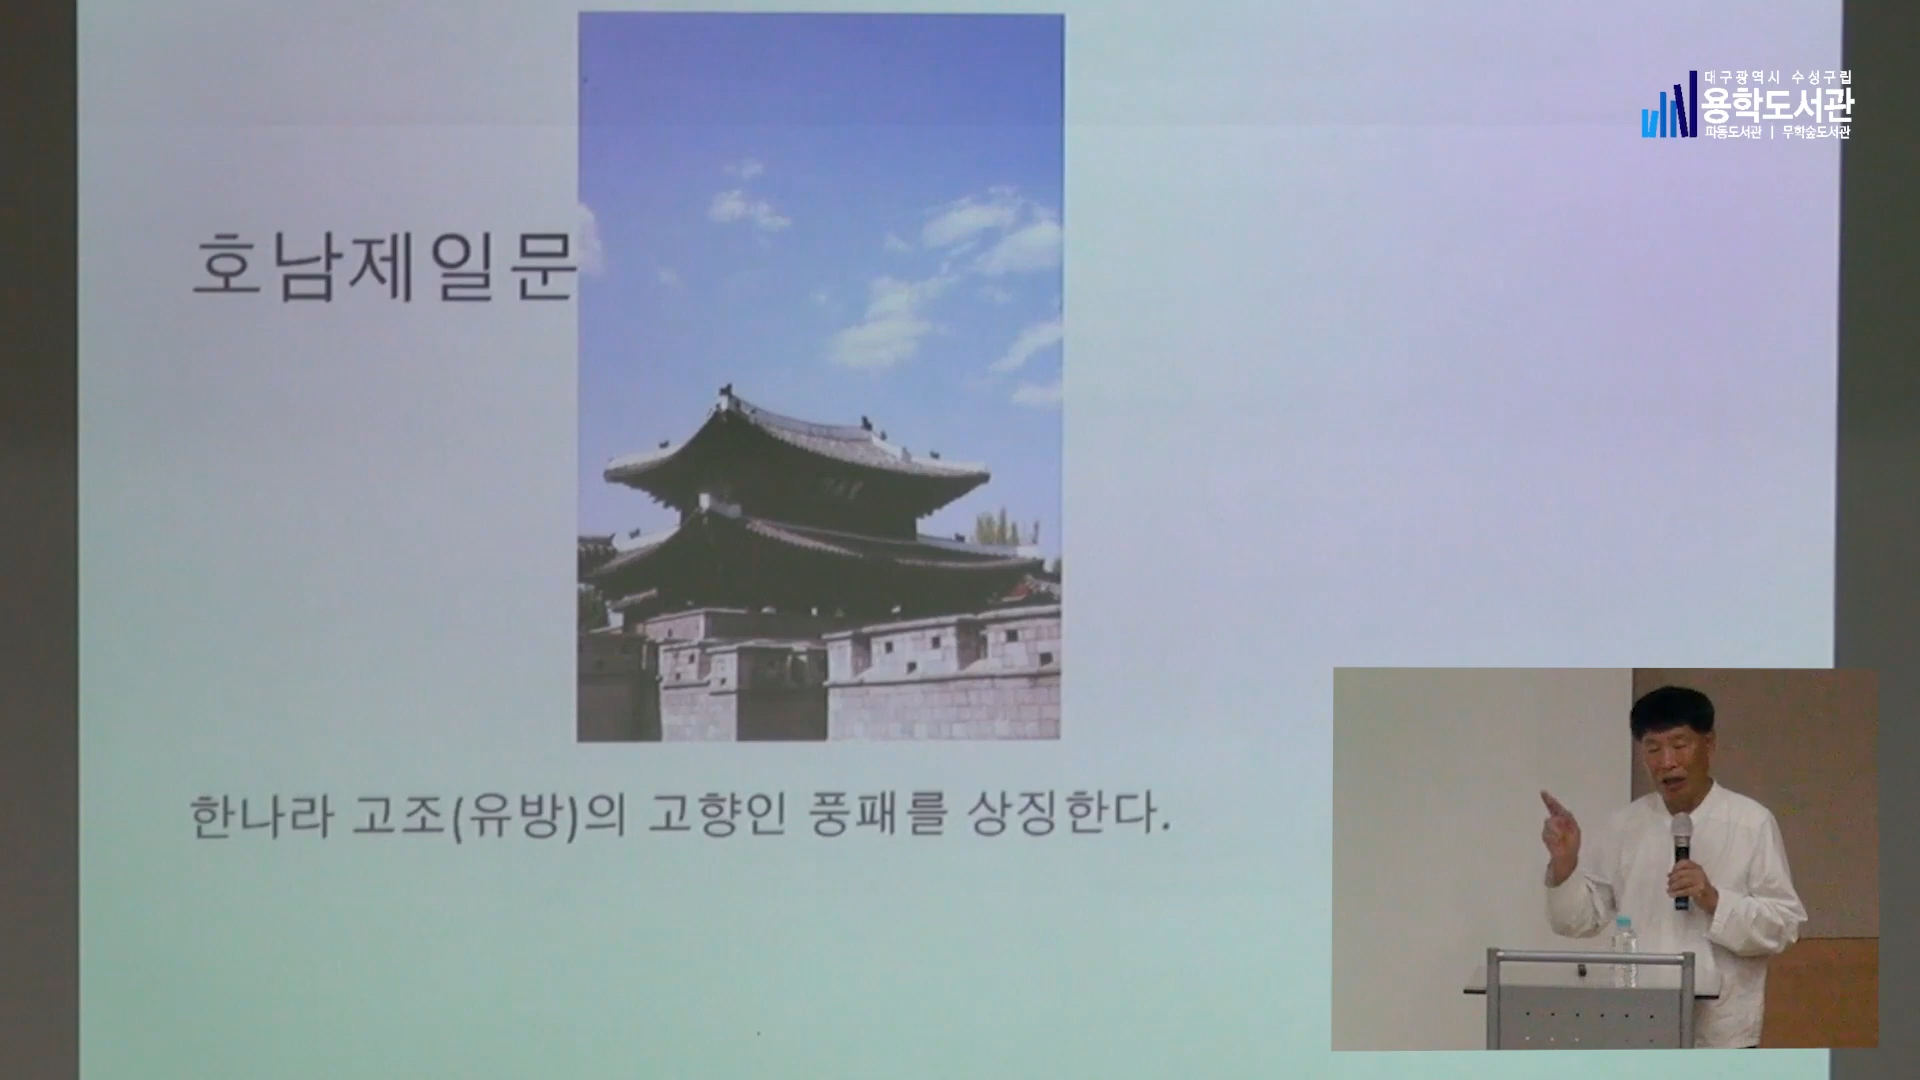 대구광역시 수성구립
용학도서관
파동도서관 | 무학숲도서관
호남제일문
한나라 고조(유방)의 고향인 풍패를 상징한다.